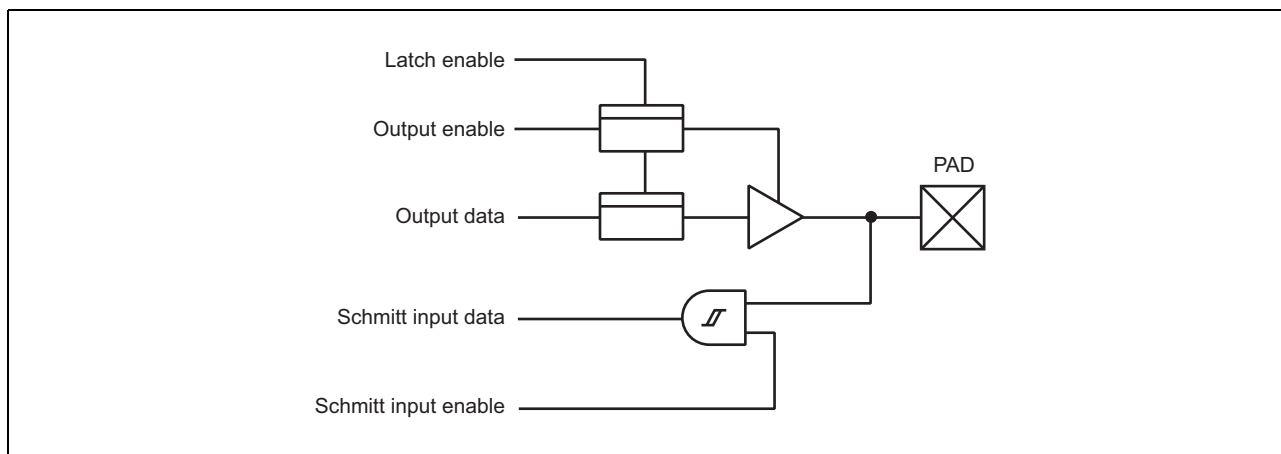 Latch enable
Output enable
PAD
Output data
Schmitt input data
Schmitt input enable